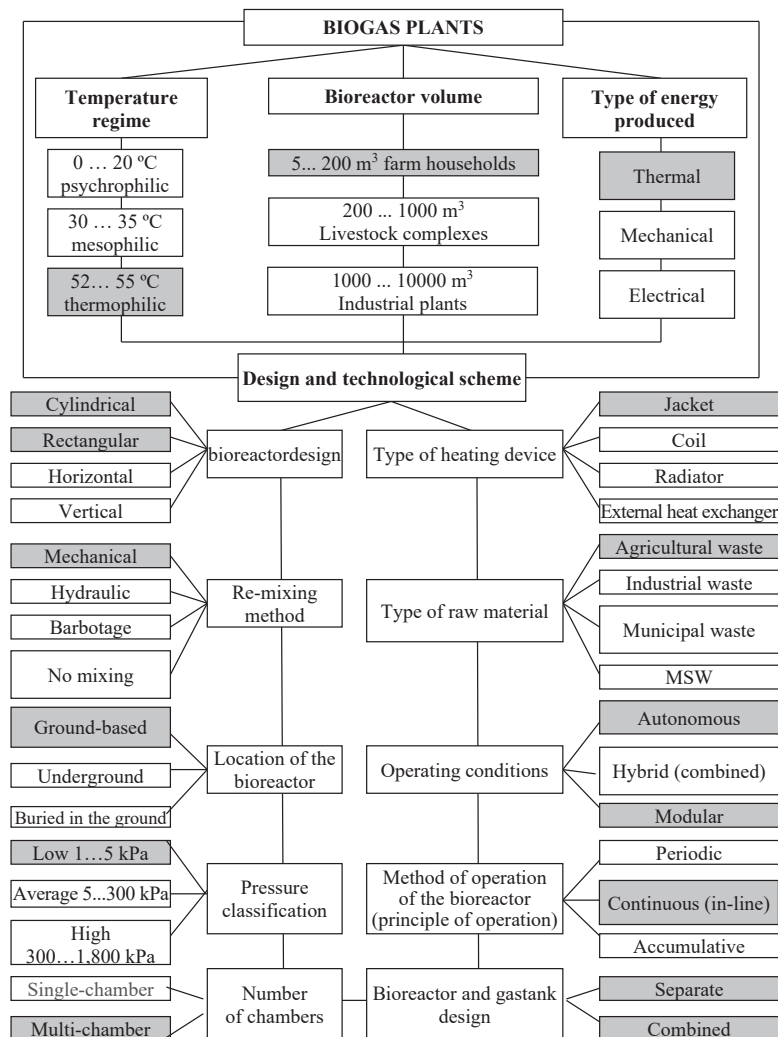 BIOGAS PLANTS
Temperature
regime
Bioreactor volume
Type of energy
produced
0 … 20 ºC
psychrophilic
30 … 35 ºC
mesophilic
52… 55 ºC
thermophilic
5... 200 m³ farm households
200 ... 1000 m³
Livestock complexes
1000 ... 10000 m³
Industrial plants
Thermal
Mechanical
Electrical
Design and technological scheme
Cylindrical
Rectangular
Horizontal
Vertical
bioreactordesign
Type of heating device
Jacket
Coil
Radiator
External heat exchanger
Mechanical
Hydraulic
Barbotage
No mixing
Re-mixing
method
Type of raw material
Agricultural waste
Industrial waste
Municipal waste
MSW
Ground-based
Underground
Buried in the ground
Location of the
bioreactor
Operating conditions
Autonomous
Hybrid (combined)
Modular
Low 1…5 kPa
Average 5...300 kPa
High
300…1,800 kPa
Pressure
classification
Method of operation
of the bioreactor
(principle of operation)
Periodic
Continuous (in-line)
Accumulative
Single-chamber
Multi-chamber
Number
of chambers
Bioreactor and gastank
design
Separate
Combined